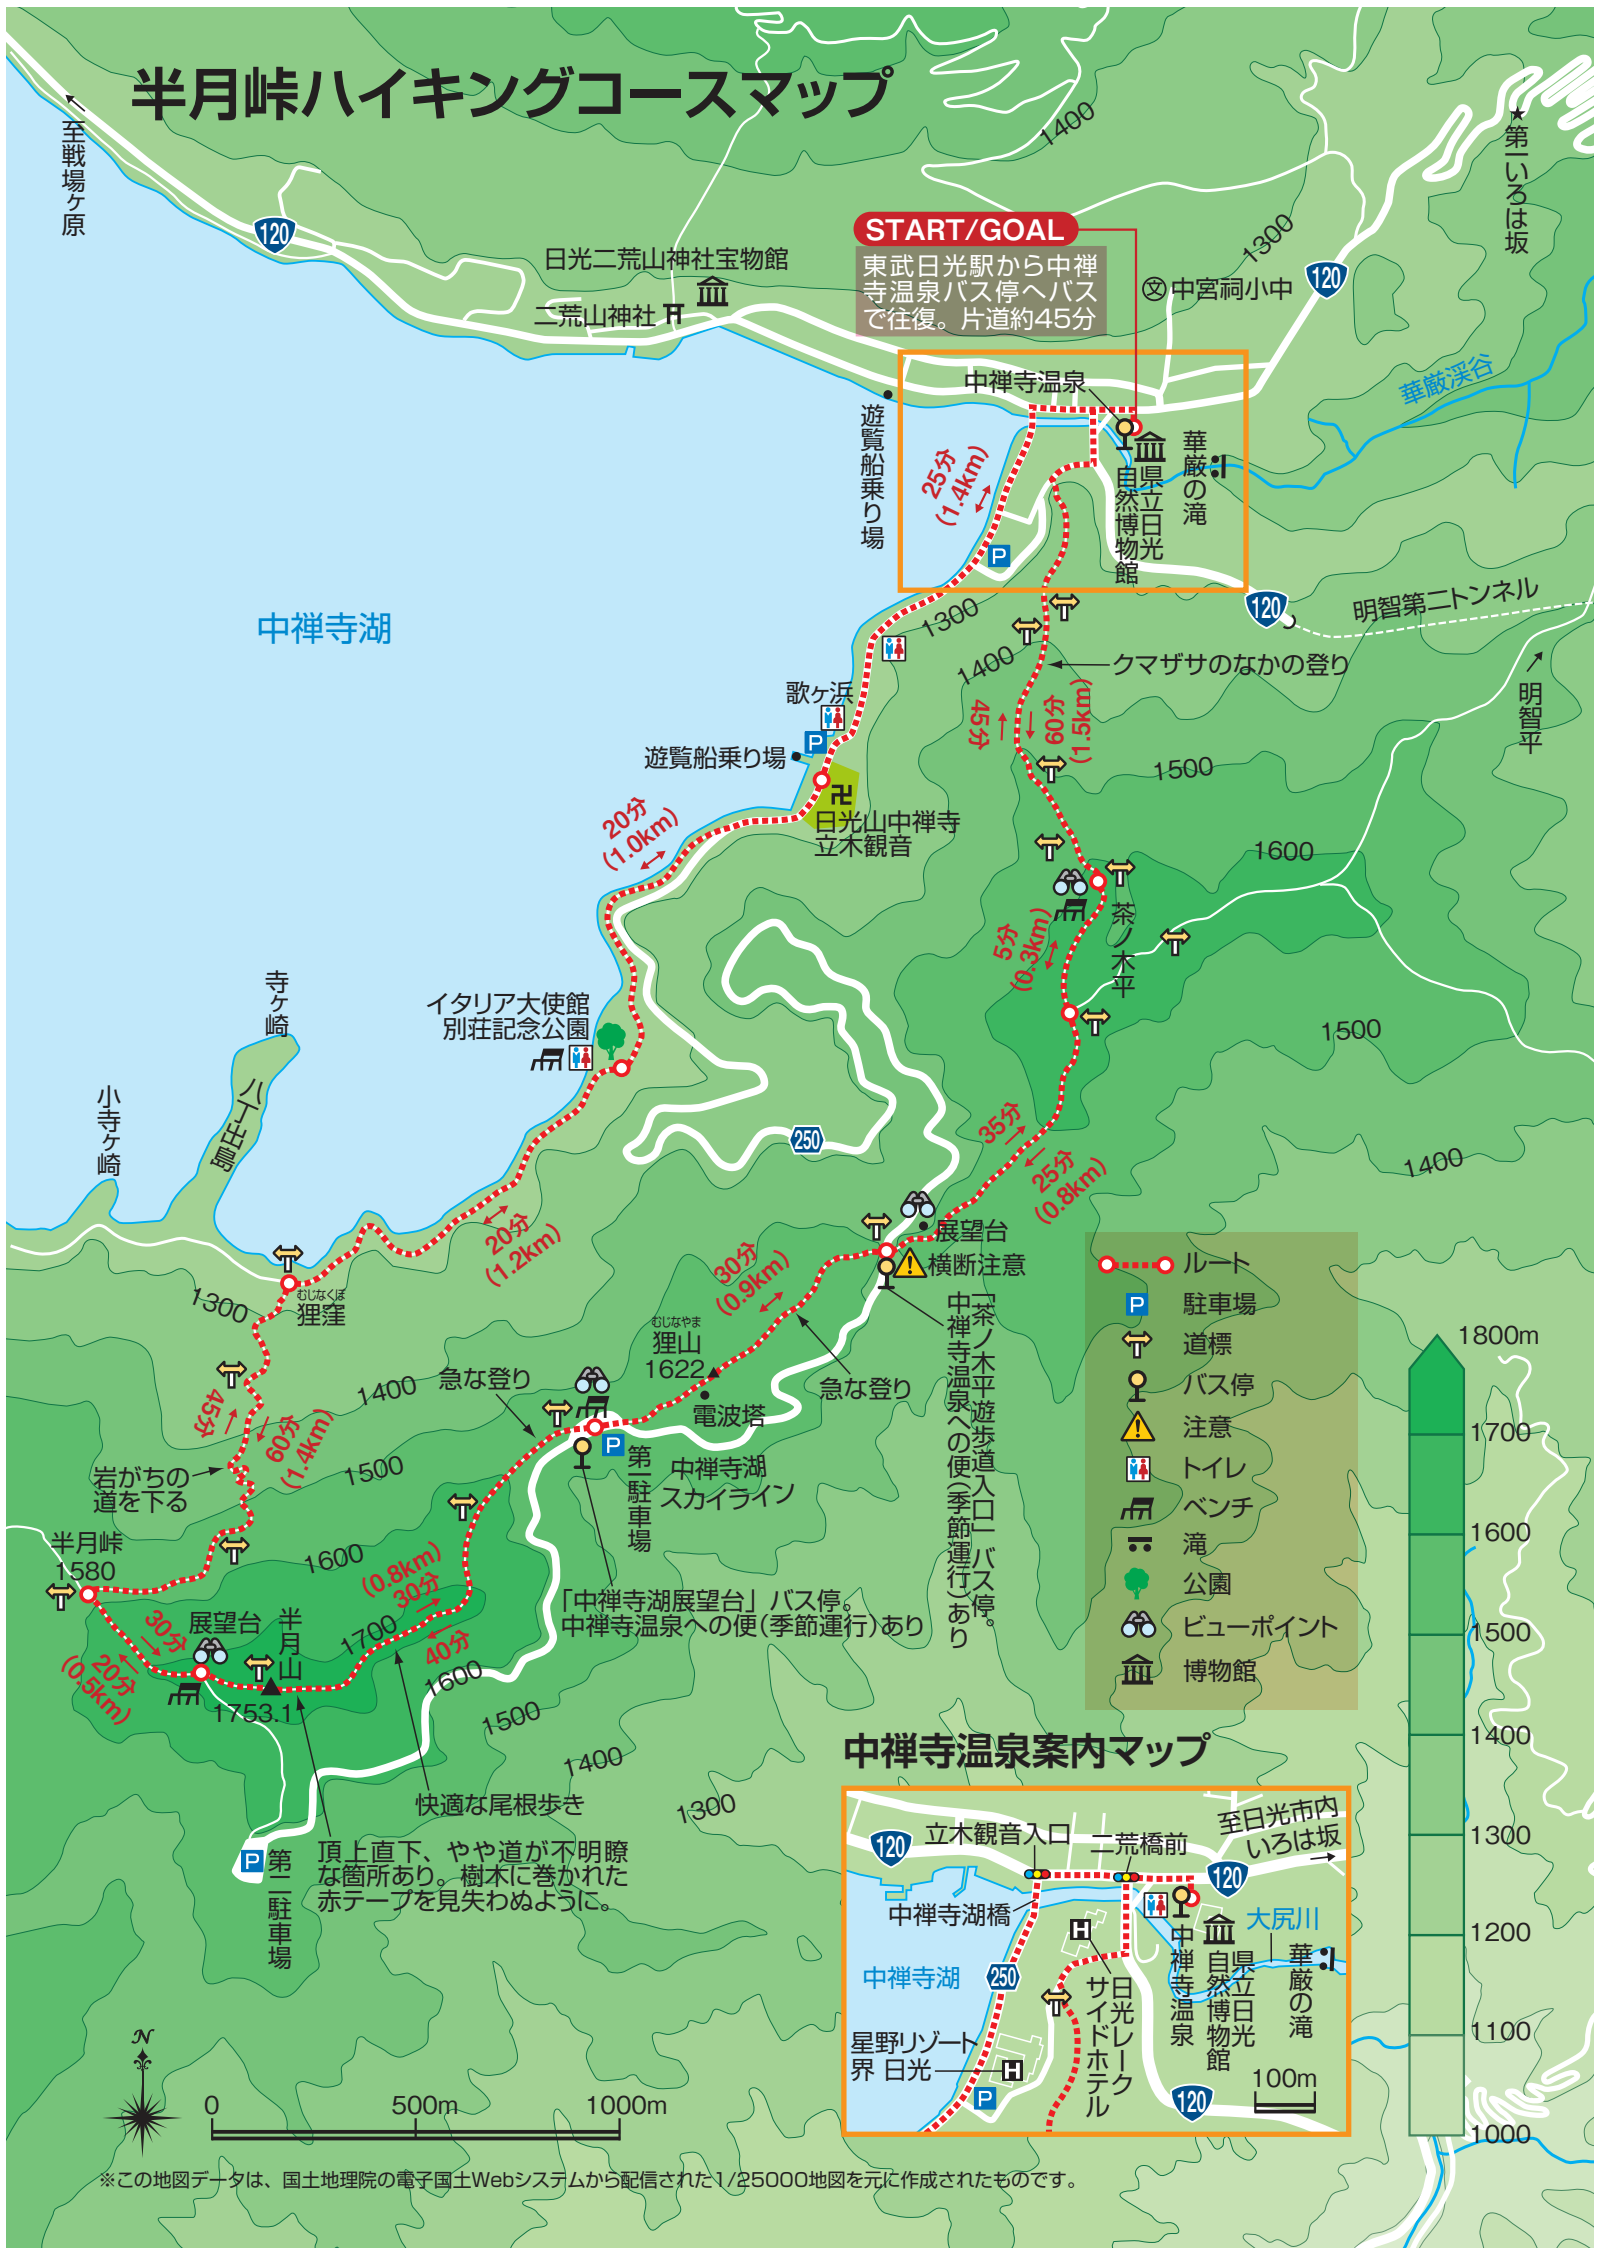 半月峠ハイキングコースマップ
至戦場ヶ原
120
日光二荒山神社宝物館
二荒山神社
START/GOAL
東武日光駅から中禅
寺温泉バス停へバス
で往復。片道約45分
文
中宮祠小中
1400
1300
120
★
第一いろは坂
華厳渓谷
中禅寺温泉
遊覧船乗り場
25分
(1.4km)
P
県立日光
自然博物館
華厳の滝
120
明智第二トンネル
明智平
中禅寺湖
1300
1400
クマザサのなかの登り
45分
60分
(1.5km)
1500
1600
歌ヶ浜
P
遊覧船乗り場
卍
日光山中禅寺
立木観音
20分
(1.0km)
5分
(0.3km)
茶ノ木平
1500
1400
イタリア大使館
別荘記念公園
寺ヶ崎
八丁出島
小寺ヶ崎
250
35分
25分
(0.8km)
20分
(1.2km)
展望台
横断注意
「茶ノ木平遊歩道入口」バス停。
中禅寺温泉への便(季節運行)あり
30分
(0.9km)
むじなくぼ
狸窪
1300
むじなやま
狸山
1622
急な登り
電波塔
急な登り
1400
45分
60分
(1.4km)
岩がちの
道を下る
1500
P
第一駐車場
中禅寺湖
スカイライン
半月峠
1580
1600
(0.8km)
30分
40分
「中禅寺湖展望台」バス停。
中禅寺温泉への便(季節運行)あり
30分
20分
(0.5km)
展望台
半月山
1753.1
1700
1600
1500
1400
1300
快適な尾根歩き
頂上直下、やや道が不明瞭
な箇所あり。樹木に巻かれた
赤テープを見失わぬように。
P
第二駐車場
ルート
P
駐車場
道標
バス停
注意
トイレ
ベンチ
滝
公園
ビューポイント
博物館
1800m
1700
1600
1500
1400
1300
1200
1100
1000
中禅寺温泉案内マップ
120
立木観音入口
二荒橋前
至日光市内
いろは坂
120
中禅寺湖橋
H
大尻川
中禅寺温泉
県立日光
自然博物館
華厳の滝
中禅寺湖
250
日光レーク
サイドホテル
星野リゾート
界 日光
H
P
120
100m
N
0
500m
1000m
※この地図データは、国土地理院の電子国土Webシステムから配信された1/25000地図を元に作成されたものです。